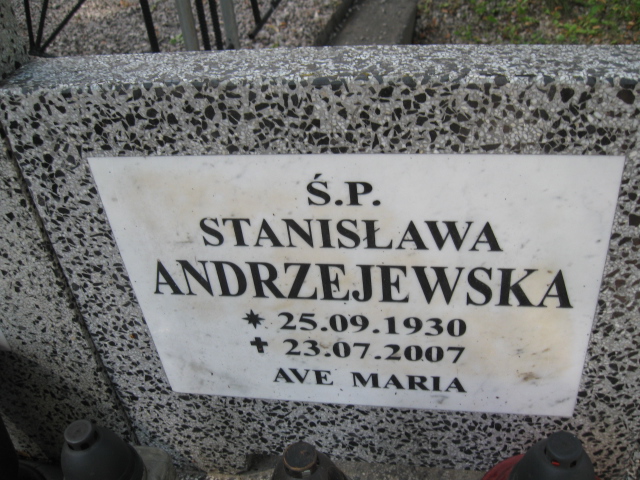 Ś.P.
STANISŁAWA
ANDRZEJEWSKA
✷ 25.09.1930
✝ 23.07.2007
AVE MARIA